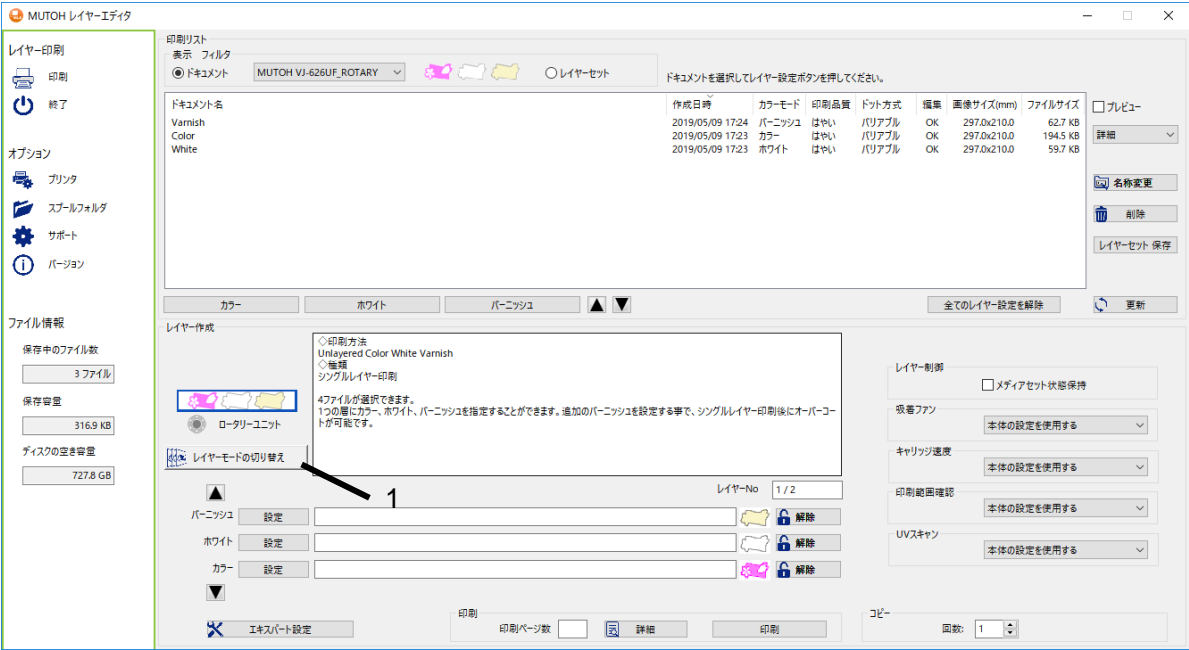 MUTOH レイヤーエディタ
レイヤー印刷
印刷
終了
オプション
プリンタ
スプールフォルダ
サポート
バージョン
ファイル情報
保存中のファイル数
3 ファイル
保存容量
316.9 KB
ディスクの空き容量
727.8 GB
印刷リスト
表示 フィルタ
ドキュメント MUTOH VJ-626UF_ROTARY レイヤーセット
ドキュメントを選択してレイヤー設定ボタンを押してください。
ドキュメント名 作成日時 カラーモード 印刷品質 ドット方式 編集 画像サイズ(mm) ファイルサイズ
Varnish 2019/05/09 17:24 バーニッシュ はやい バリアブル OK 297.0x210.0 62.7 KB
Color 2019/05/09 17:23 カラー はやい バリアブル OK 297.0x210.0 194.5 KB
White 2019/05/09 17:23 ホワイト はやい バリアブル OK 297.0x210.0 59.7 KB
プレビュー
詳細
名称変更
削除
レイヤーセット 保存
カラー ホワイト バーニッシュ ▲ ▼ 全てのレイヤー設定を解除 更新
レイヤー作成
◇印刷方法
Unlayered Color White Varnish
◇種類
シングルレイヤー印刷
4ファイルが選択できます。
1つの層にカラー、ホワイト、バーニッシュを指定することができます。追加のバーニッシュを設定する事で、シングルレイヤー印刷後にオーバーコー
トが可能です。
ロータリーユニット
レイヤーモードの切り替え
1
レイヤーNo 1 / 2
▲
バーニッシュ 設定 解除
ホワイト 設定 解除
カラー 設定 解除
▼
レイヤー制御
メディアセット状態保持
吸着ファン
本体の設定を使用する
キャリッジ速度
本体の設定を使用する
印刷範囲確認
本体の設定を使用する
UVスキャン
本体の設定を使用する
エキスパート設定
印刷
印刷ページ数 詳細 印刷
コピー
回数: 1